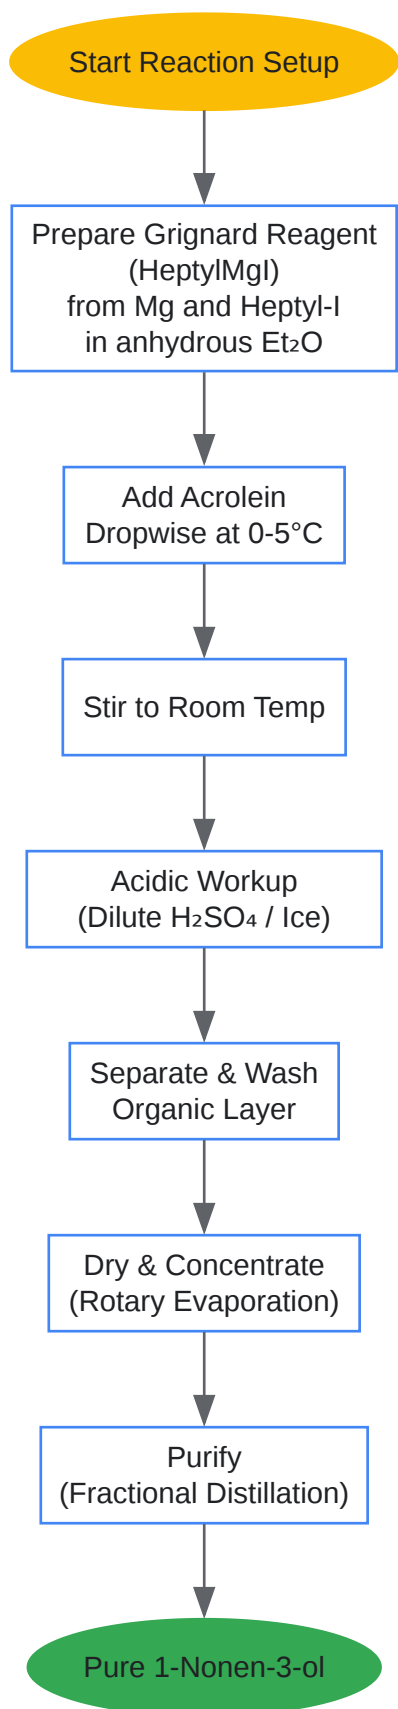 Start Reaction Setup
Prepare Grignard Reagent
(HeptylMgI)
from Mg and Heptyl-I
in anhydrous Et₂O
Add Acrolein
Dropwise at 0-5°C
Stir to Room Temp
Acidic Workup
(Dilute H₂SO₄ / Ice)
Separate & Wash
Organic Layer
Dry & Concentrate
(Rotary Evaporation)
Purify
(Fractional Distillation)
Pure 1-Nonen-3-ol